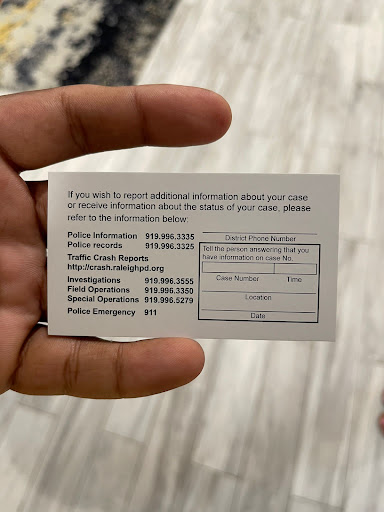 If you wish to report additional information about your case
or receive information about the status of your case, please
refer to the information below:
Police Information 919.996.3335
Police records 919.996.3325
Traffic Crash Reports
http://crash.raleighpd.org
Investigations 919.996.3555
Field Operations 919.996.3350
Special Operations 919.996.5279
Police Emergency 911
District Phone Number
Tell the person answering that you
have information on case No.
Case Number Time
Location
Date